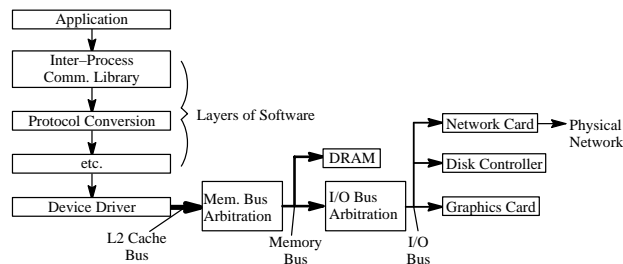 Application
Inter–Process
Comm. Library
Protocol Conversion
etc.
Device Driver
Layers of Software
L2 Cache
Bus
Mem. Bus
Arbitration
DRAM
Memory
Bus
I/O Bus
Arbitration
I/O
Bus
Network Card
Disk Controller
Graphics Card
Physical
Network